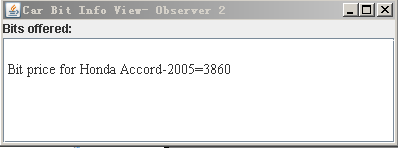 Car Bit Info View- Observer 2
Bits offered:
Bit price for Honda Accord-2005=3860